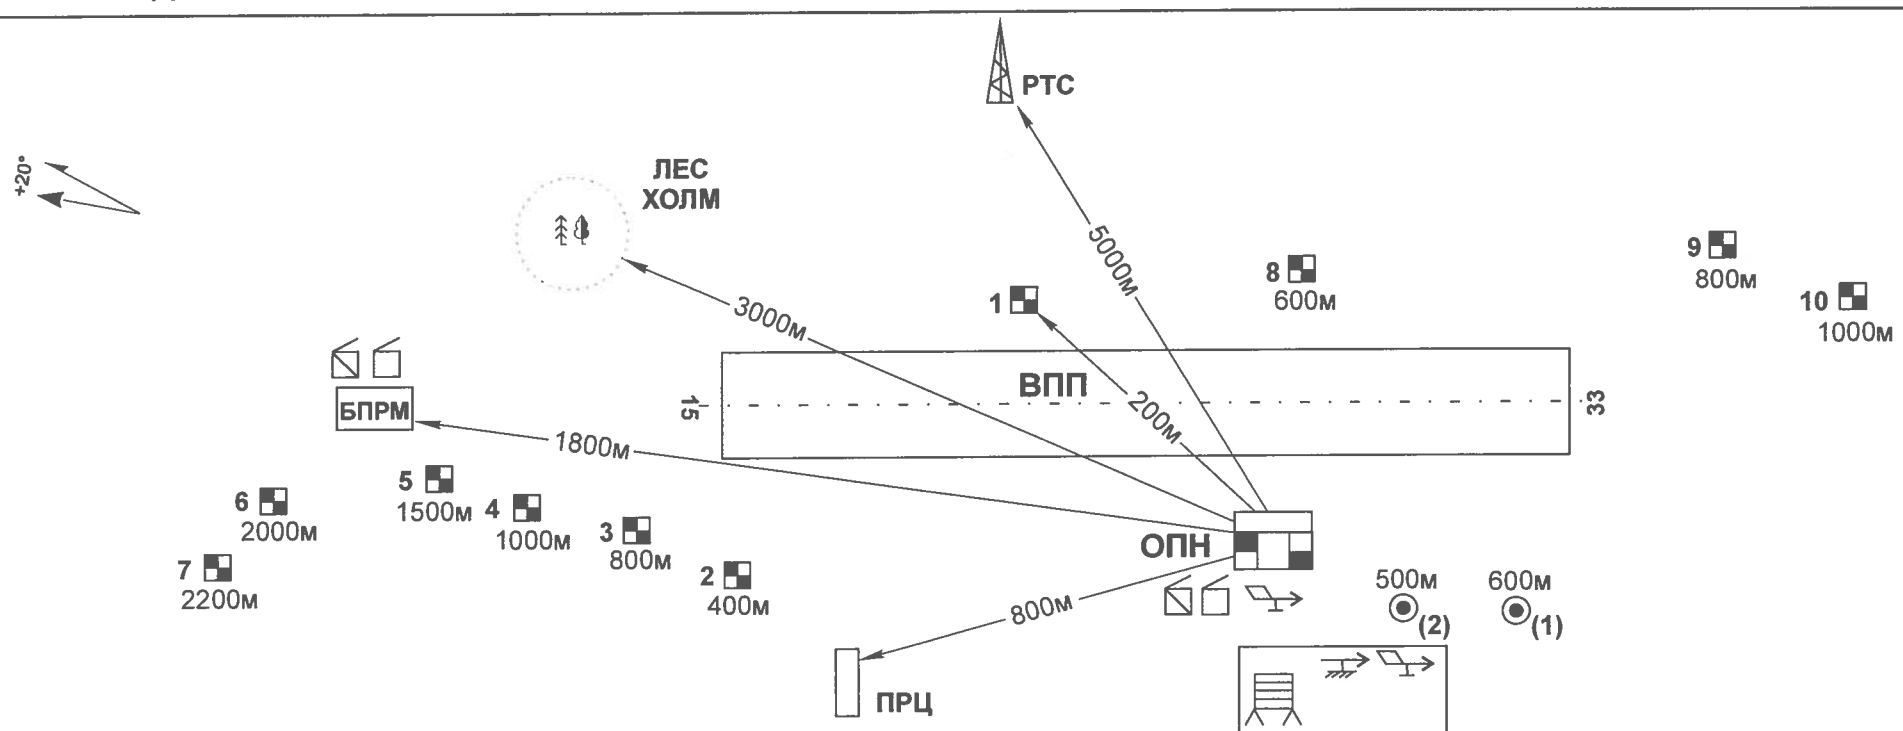 РТС
+20°
ЛЕС
ХОЛМ
5000м
9
800м
8
600м
10
1000м
1
3000м
ВПП
200м
15
33
БПРМ
1800м
5
1500м
6
2000м
4
1000м
3
800м
7
2200м
2
400м
ОПН
500м
(2)
600м
(1)
800м
ПРЦ